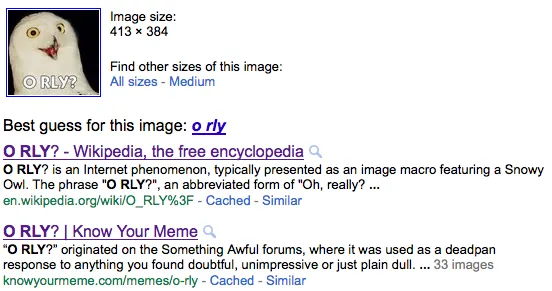 O RLY?
Image size:
413 × 384
Find other sizes of this image:
All sizes - Medium
Best guess for this image: o rly
O RLY? - Wikipedia, the free encyclopedia
O RLY? is an Internet phenomenon, typically presented as an image macro featuring a Snowy
Owl. The phrase "O RLY?", an abbreviated form of "Oh, really? ...
en.wikipedia.org/wiki/O_RLY%3F - Cached - Similar
O RLY? | Know Your Meme
“O RLY?” originated on the Something Awful forums, where it was used as a deadpan
response to anything you found doubtful, unimpressive or just plain dull. ... 33 images
knowyourmeme.com/memes/o-rly - Cached - Similar